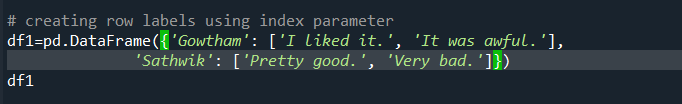 # creating row labels using index parameter
df1=pd.DataFrame({'Gowtham': ['I liked it.', 'It was awful.'],
'Sathwik': ['Pretty good.', 'Very bad.']})
df1